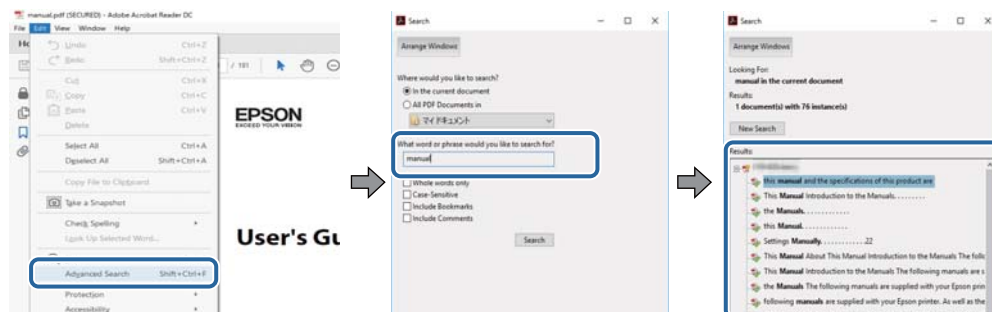 manual.pdf (SECURED) - Adobe Acrobat Reader DC
File Edit View Window Help
Undo Ctrl+Z
Redo Shift+Ctrl+Z
Cut Ctrl+X
Copy Ctrl+C
Paste Ctrl+V
Delete
Select All Ctrl+A
Deselect All Shift+Ctrl+A
Copy File to Clipboard
Take a Snapshot
Check Spelling
Look Up Selected Word...
Advanced Search Shift+Ctrl+F
Protection
Accessibility
EPSON
EXCEED YOUR VISION
User's Gu
Search
Arrange Windows
Where would you like to search?
In the current document
All PDF Documents in
マイ ドキュメント
What word or phrase would you like to search for?
manual
Whole words only
Case-Sensitive
Include Bookmarks
Include Comments
Search
Search
Arrange Windows
Looking For:
manual in the current document
Results:
1 document(s) with 76 instance(s)
New Search
Results:
this manual and the specifications of this product are
This Manual Introduction to the Manuals.........
the Manuals............
this Manual............
Settings Manually............22
This Manual About This Manual Introduction to the Manuals The follo
This Manual Introduction to the Manuals The following manuals are s
the Manuals The following manuals are supplied with your Epson prin
following manuals are supplied with your Epson printer. As well as the